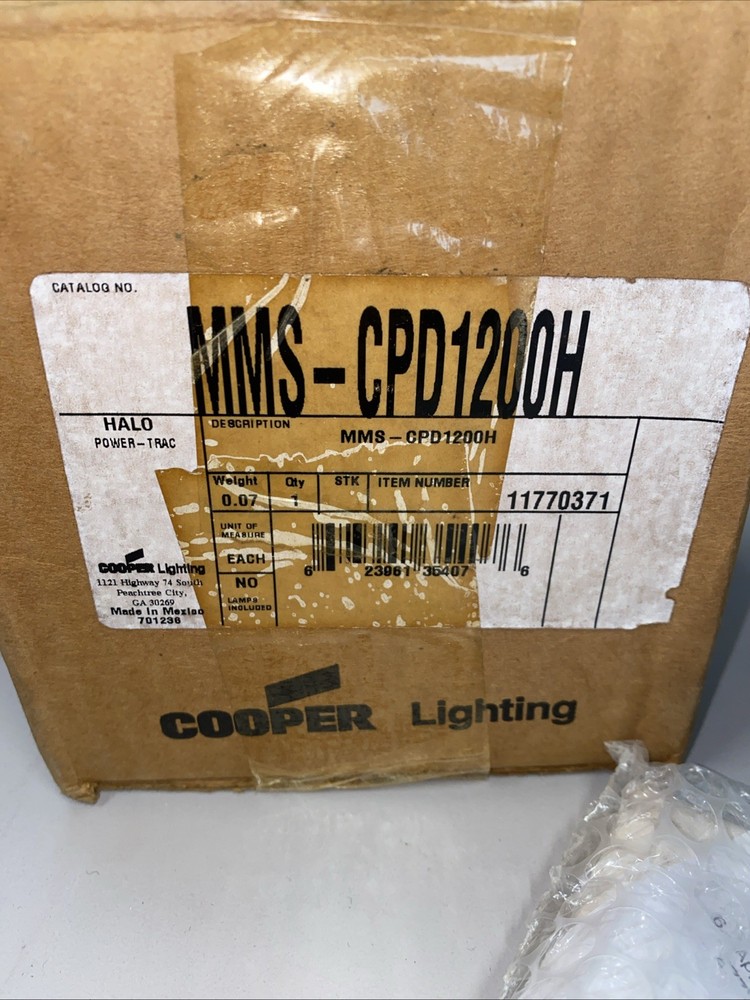 CATALOG NO.
MMS-CPD1200H
HALO
POWER-TRAC
DESCRIPTION
MMS-CPD1200H
Weight Qty STK ITEM NUMBER
0.07 1 11770371
UNIT OF
MEASURE
EACH
NO
LAMPS
INCLUDED
6 23961 35407 6
COOPER Lighting
1121 Highway 74 South
Peachtree City,
GA 30269
Made In Mexico
701236
COOPER Lighting